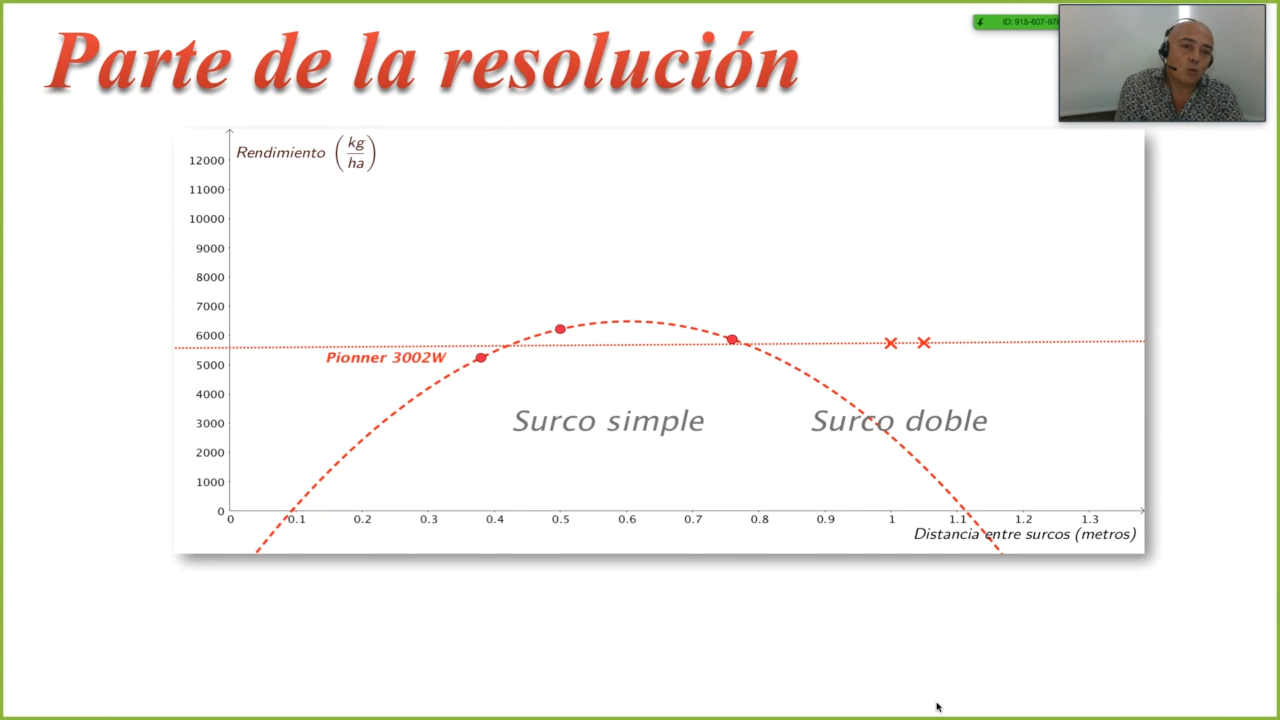 Parte de la resolución
ID: 915-607-976
Rendimiento (kg/ha)
12000
11000
10000
9000
8000
7000
6000
5000
4000
3000
2000
1000
0
Pionner 3002W
Surco simple
Surco doble
0 0.1 0.2 0.3 0.4 0.5 0.6 0.7 0.8 0.9 1 1.1 1.2 1.3
Distancia entre surcos (metros)